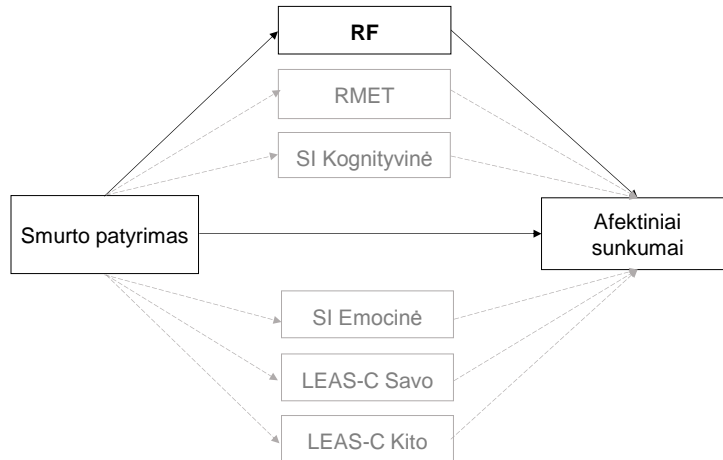 RF
RMET
SI Kognityvinė
Smurto patyrimas
Afektiniai
sunkumai
SI Emocinė
LEAS-C Savo
LEAS-C Kito